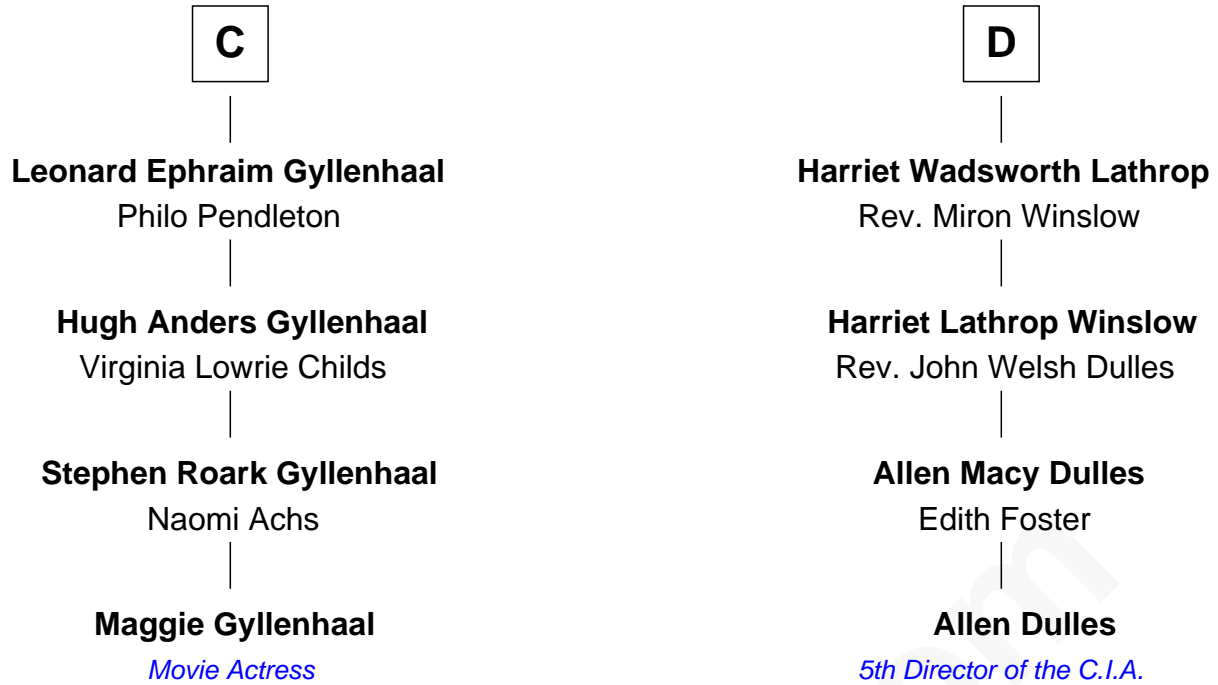 C
Leonard Ephraim Gyllenhaal
Philo Pendleton
Hugh Anders Gyllenhaal
Virginia Lowrie Childs
Stephen Roark Gyllenhaal
Naomi Achs
Maggie Gyllenhaal
Movie Actress
D
Harriet Wadsworth Lathrop
Rev. Miron Winslow
Harriet Lathrop Winslow
Rev. John Welsh Dulles
Allen Macy Dulles
Edith Foster
Allen Dulles
5th Director of the C.I.A.